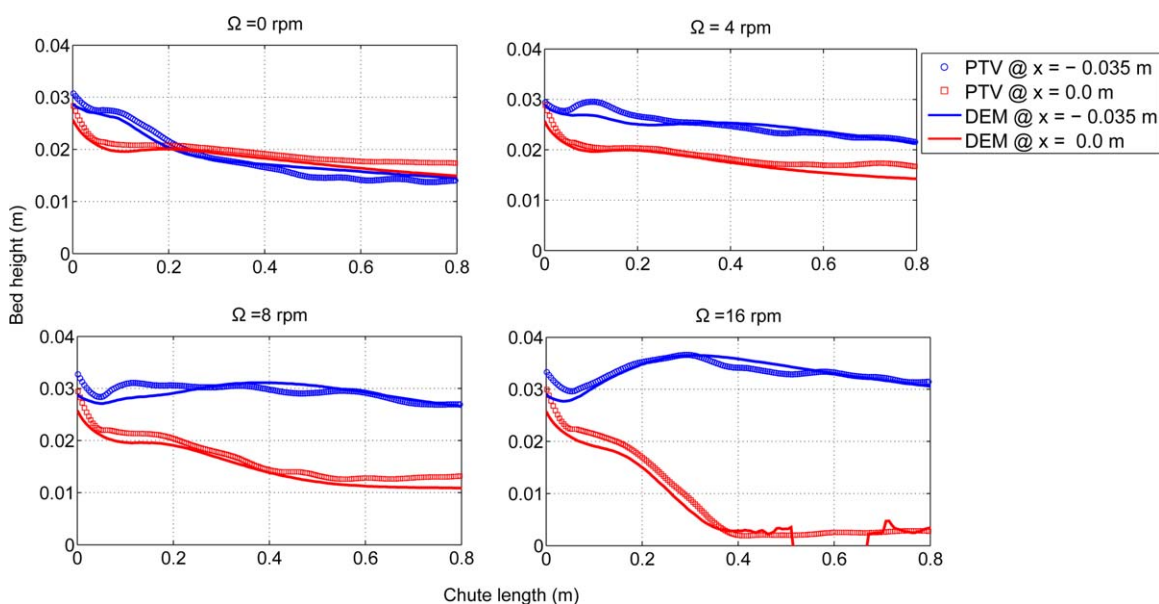 Ω =0 rpm
Ω = 4 rpm
0.04
0.03
0.02
0.01
0
0 0.2 0.4 0.6 0.8
0.04
0.03
0.02
0.01
0
0 0.2 0.4 0.6 0.8
PTV @ x = − 0.035 m
PTV @ x = 0.0 m
DEM @ x = − 0.035 m
DEM @ x = 0.0 m
Bed height (m)
Ω =8 rpm
Ω =16 rpm
0.04
0.03
0.02
0.01
0
0 0.2 0.4 0.6 0.8
0.04
0.03
0.02
0.01
0
0 0.2 0.4 0.6 0.8
Chute length (m)